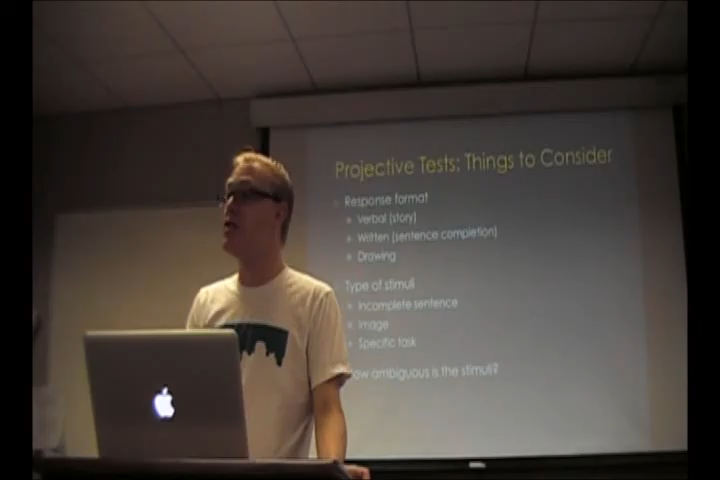 Projective Tests: Things to Consider
Response format
Verbal (story)
Written (sentence completion)
Drawing
Type of stimuli
Incomplete sentence
Image
Specific task
ow ambiguous is the stimuli?